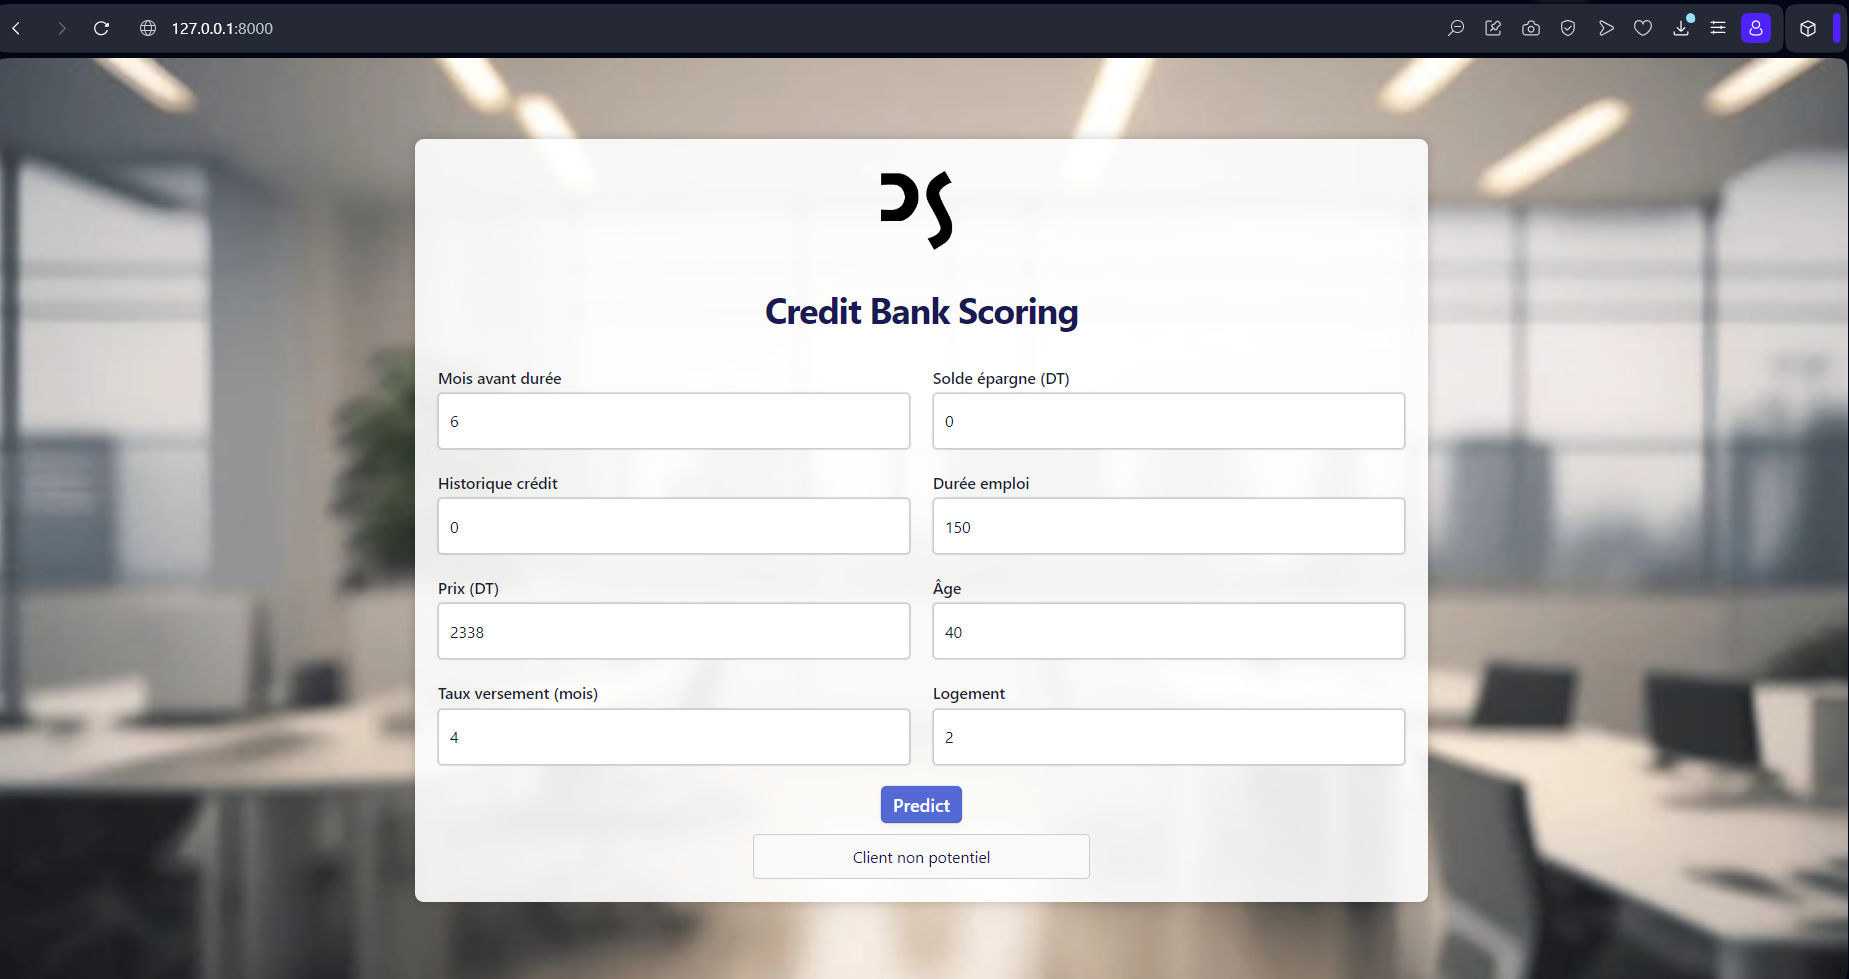 127.0.0.1:8000
DS
Credit Bank Scoring
Mois avant durée
Solde épargne (DT)
6
0
Historique crédit
Durée emploi
0
150
Prix (DT)
Âge
2338
40
Taux versement (mois)
Logement
4
2
Predict
Client non potentiel